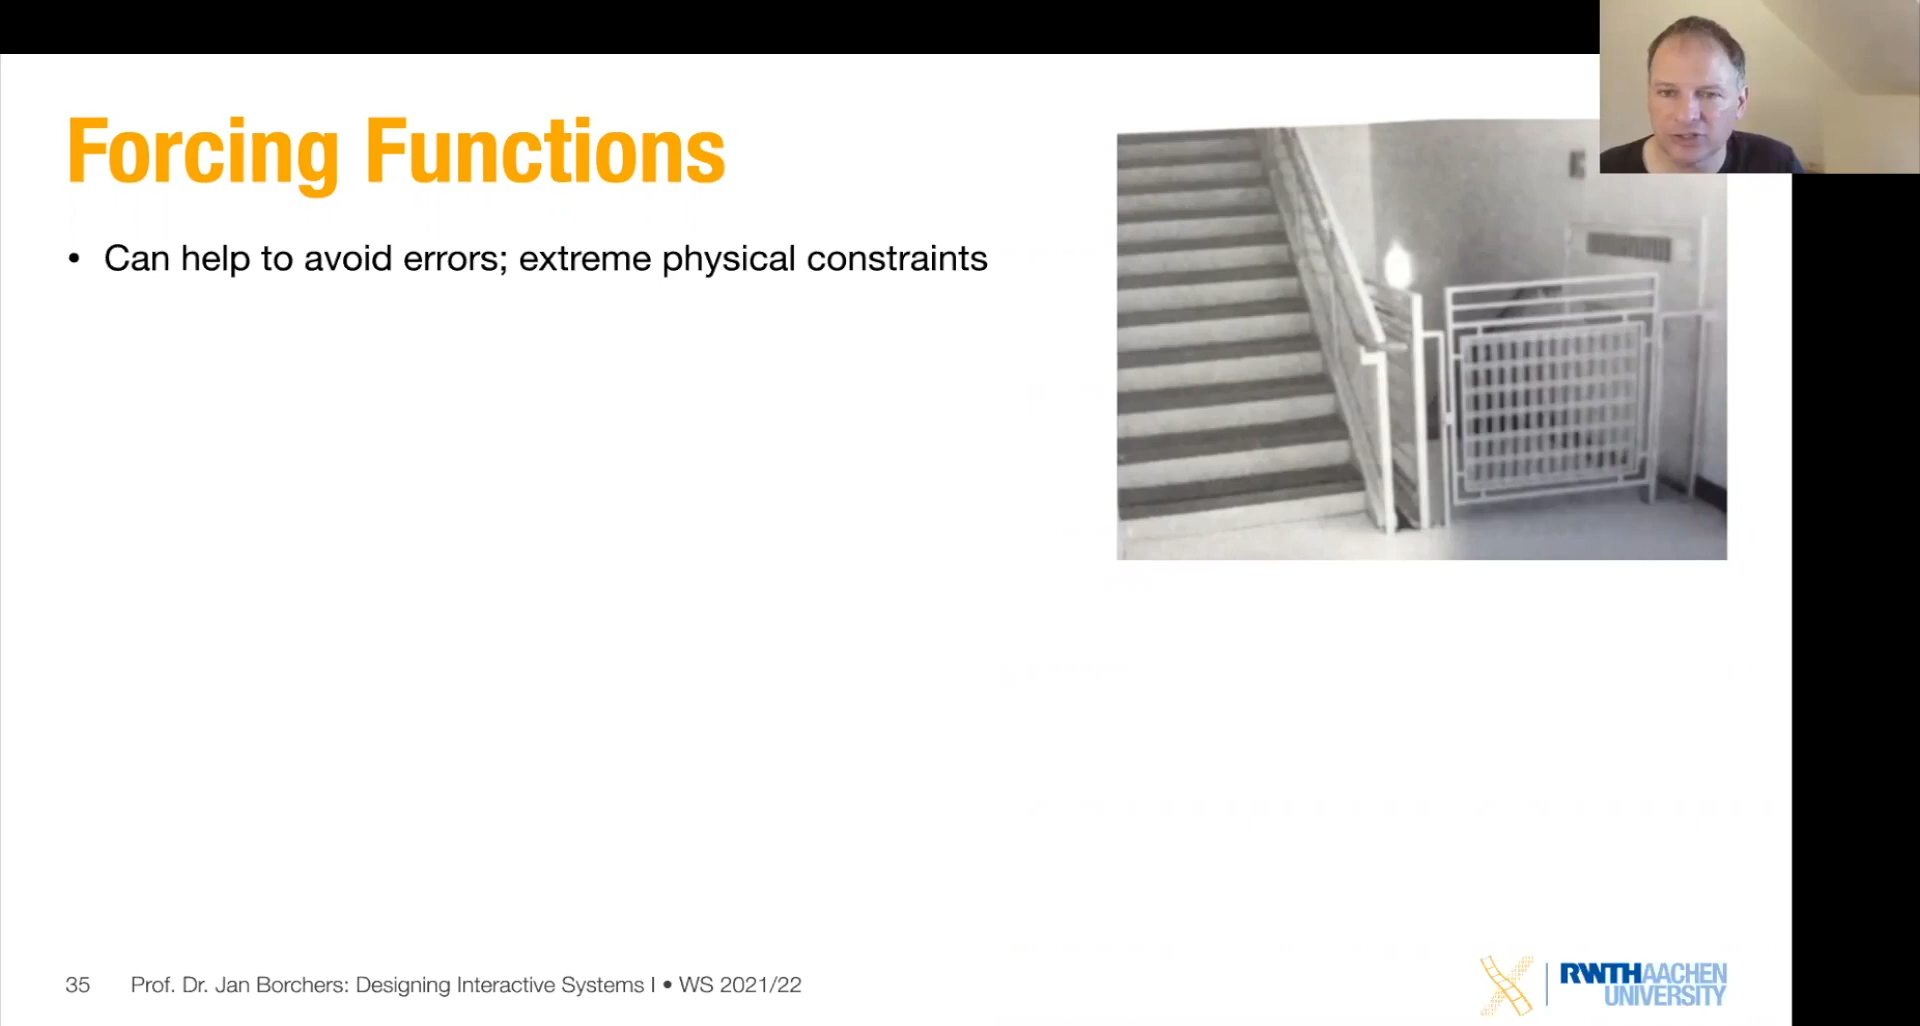 Forcing Functions
• Can help to avoid errors; extreme physical constraints
35 Prof. Dr. Jan Borchers: Designing Interactive Systems I • WS 2021/22
RWTHAACHEN
UNIVERSITY